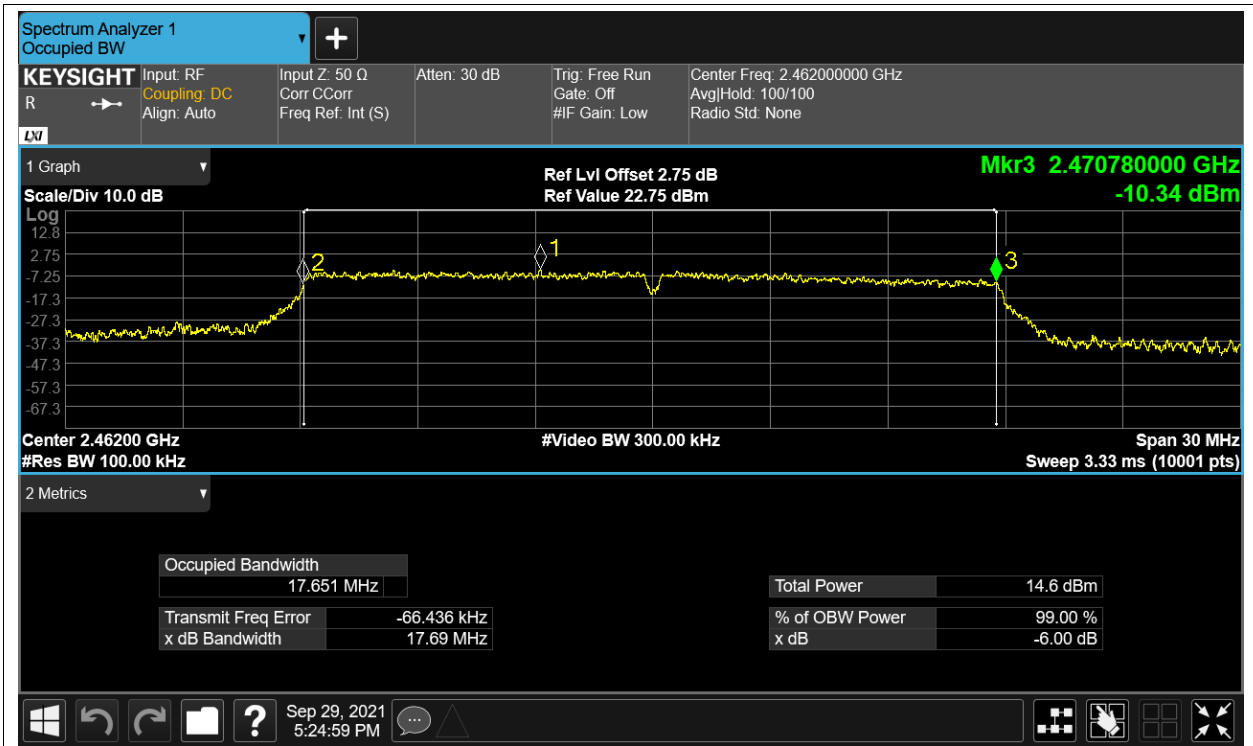 Spectrum Analyzer 1
Occupied BW
KEYSIGHT
R
LXI
Input: RF
Coupling: DC
Align: Auto
Input Z: 50 Ω
Corr CCorr
Freq Ref: Int (S)
Atten: 30 dB
Trig: Free Run
Gate: Off
#IF Gain: Low
Center Freq: 2.462000000 GHz
Avg|Hold: 100/100
Radio Std: None
1 Graph
Scale/Div 10.0 dB
Ref Lvl Offset 2.75 dB
Ref Value 22.75 dBm
Mkr3 2.470780000 GHz
-10.34 dBm
Log
12.8
2.75
-7.25
-17.3
-27.3
-37.3
-47.3
-57.3
-67.3
2
1
3
Center 2.46200 GHz
#Res BW 100.00 kHz
#Video BW 300.00 kHz
Span 30 MHz
Sweep 3.33 ms (10001 pts)
2 Metrics
Occupied Bandwidth
17.651 MHz
Transmit Freq Error -66.436 kHz
x dB Bandwidth 17.69 MHz
Total Power 14.6 dBm
% of OBW Power 99.00 %
x dB -6.00 dB
Sep 29, 2021
5:24:59 PM